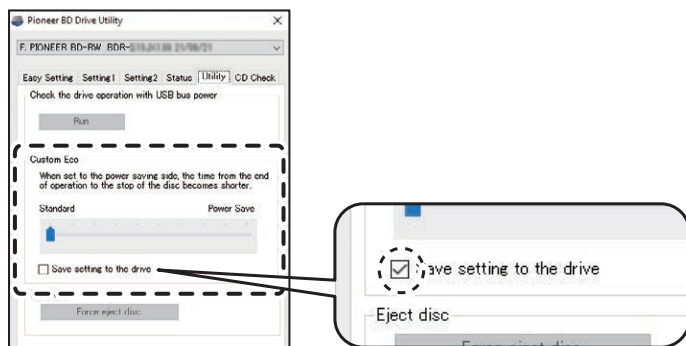 Pioneer BD Drive Utility
F. PIONEER BD-RW BDR-
Easy Setting Setting1 Setting2 Status Utility CD Check
Check the drive operation with USB bus power
Run
Custom Eco
When set to the power saving side, the time from the end
of operation to the stop of the disc becomes shorter.
Standard Power Save
Save setting to the drive
Force eject disc
ave setting to the drive
Eject disc
Force eject disc